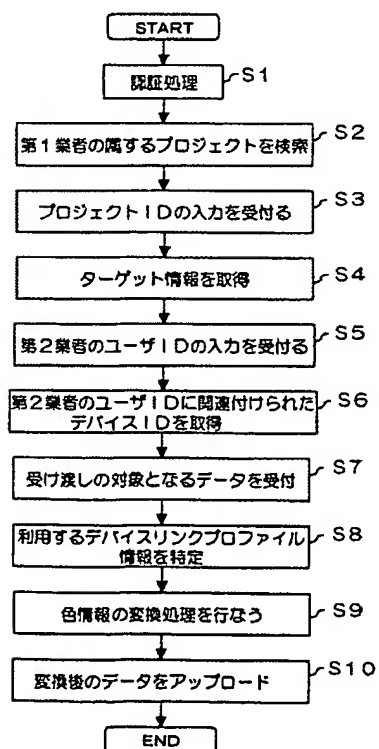 START
認証処理 S1
第1業者の属するプロジェクトを検索 S2
プロジェクトIDの入力を受付る S3
ターゲット情報を取得 S4
第2業者のユーザIDの入力を受付る S5
第2業者のユーザIDに関連付けられた S6
デバイスIDを取得
受け渡しの対象となるデータを受付 S7
利用するデバイスリンクプロファイル S8
情報を特定
色情報の変換処理を行なう S9
変換後のデータをアップロード S10
END